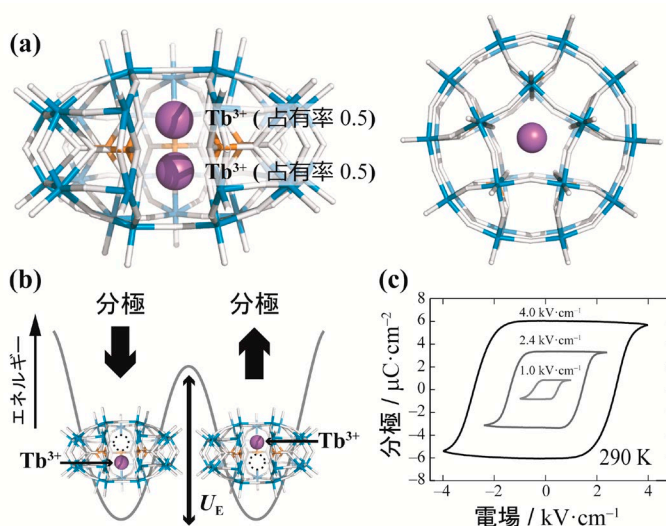 (a)
Tb3+ ( 占有率 0.5)
Tb3+ ( 占有率 0.5)
(b)
分極
分極
エネルギー
Tb3+
Tb3+
UE
(c)
4.0 kV·cm−1
2.4 kV·cm−1
1.0 kV·cm−1
290 K
分極 / μC·cm−2
8
6
4
2
0
−2
−4
−6
−8
−4
−2
0
2
4
電場 / kV·cm−1